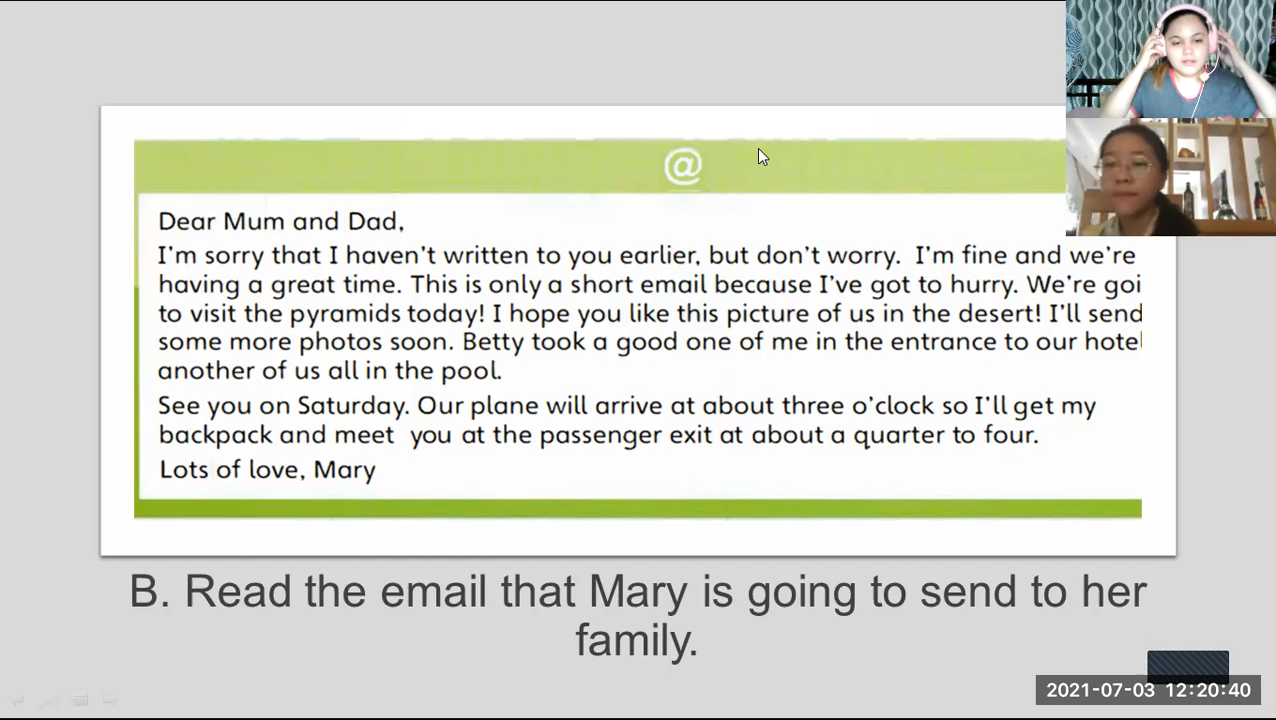 @
Dear Mum and Dad,
I'm sorry that I haven't written to you earlier, but don't worry. I'm fine and we're
having a great time. This is only a short email because I've got to hurry. We're goi
to visit the pyramids today! I hope you like this picture of us in the desert! I'll send
some more photos soon. Betty took a good one of me in the entrance to our hotel
another of us all in the pool.
See you on Saturday. Our plane will arrive at about three o'clock so I'll get my
backpack and meet you at the passenger exit at about a quarter to four.
Lots of love, Mary
B. Read the email that Mary is going to send to her
family.
2021-07-03 12:20:40